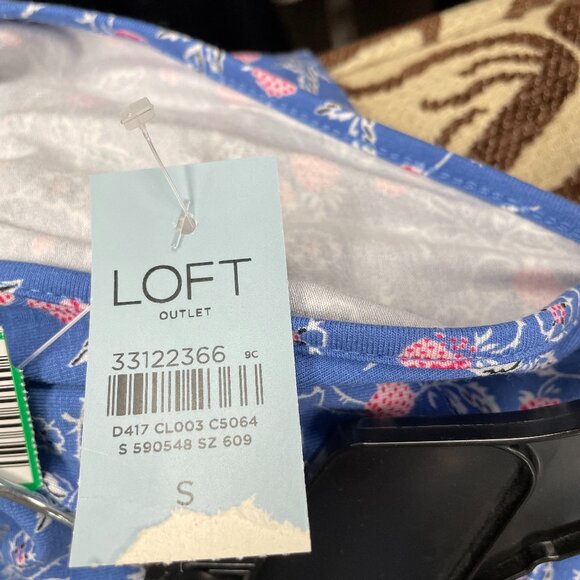 LOFT
OUTLET
33122366 9C
D417 CL003 C5064
S 590548 SZ 609
S